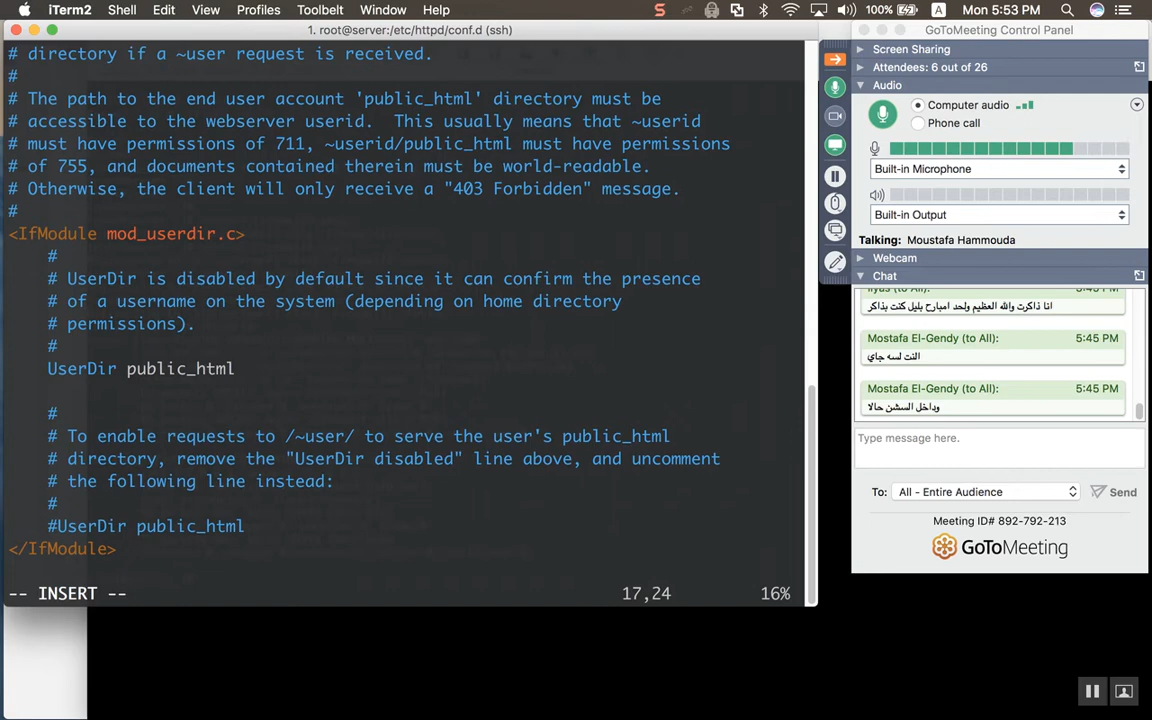 iTerm2 Shell Edit View Profiles Toolbelt Window Help 100% A Mon 5:53 PM
1. root@server:/etc/httpd/conf.d (ssh)
# directory if a ~user request is received.
#
# The path to the end user account 'public_html' directory must be
# accessible to the webserver userid.  This usually means that ~userid
# must have permissions of 711, ~userid/public_html must have permissions
# of 755, and documents contained therein must be world-readable.
# Otherwise, the client will only receive a "403 Forbidden" message.
#
<IfModule mod_userdir.c>
    #
    # UserDir is disabled by default since it can confirm the presence
    # of a username on the system (depending on home directory
    # permissions).
    #
    UserDir public_html

    #
    # To enable requests to /~user/ to serve the user's public_html
    # directory, remove the "UserDir disabled" line above, and uncomment
    # the following line instead:
    #
    #UserDir public_html
</IfModule>
-- INSERT -- 17,24 16%
GoToMeeting Control Panel
Screen Sharing
Attendees: 6 out of 26
Audio
Computer audio
Phone call
Built-in Microphone
Built-in Output
Talking: Moustafa Hammouda
Webcam
Chat
Ilyas (to All): 5:45 PM
انا ذاكرت والله العظيم ولحد امبارح بليل كنت بذاكر
Mostafa El-Gendy (to All): 5:45 PM
النت لسه جاي
Mostafa El-Gendy (to All): 5:45 PM
وداخل السشن حالا
Type message here.
To: All - Entire Audience Send
Meeting ID# 892-792-213
GoToMeeting